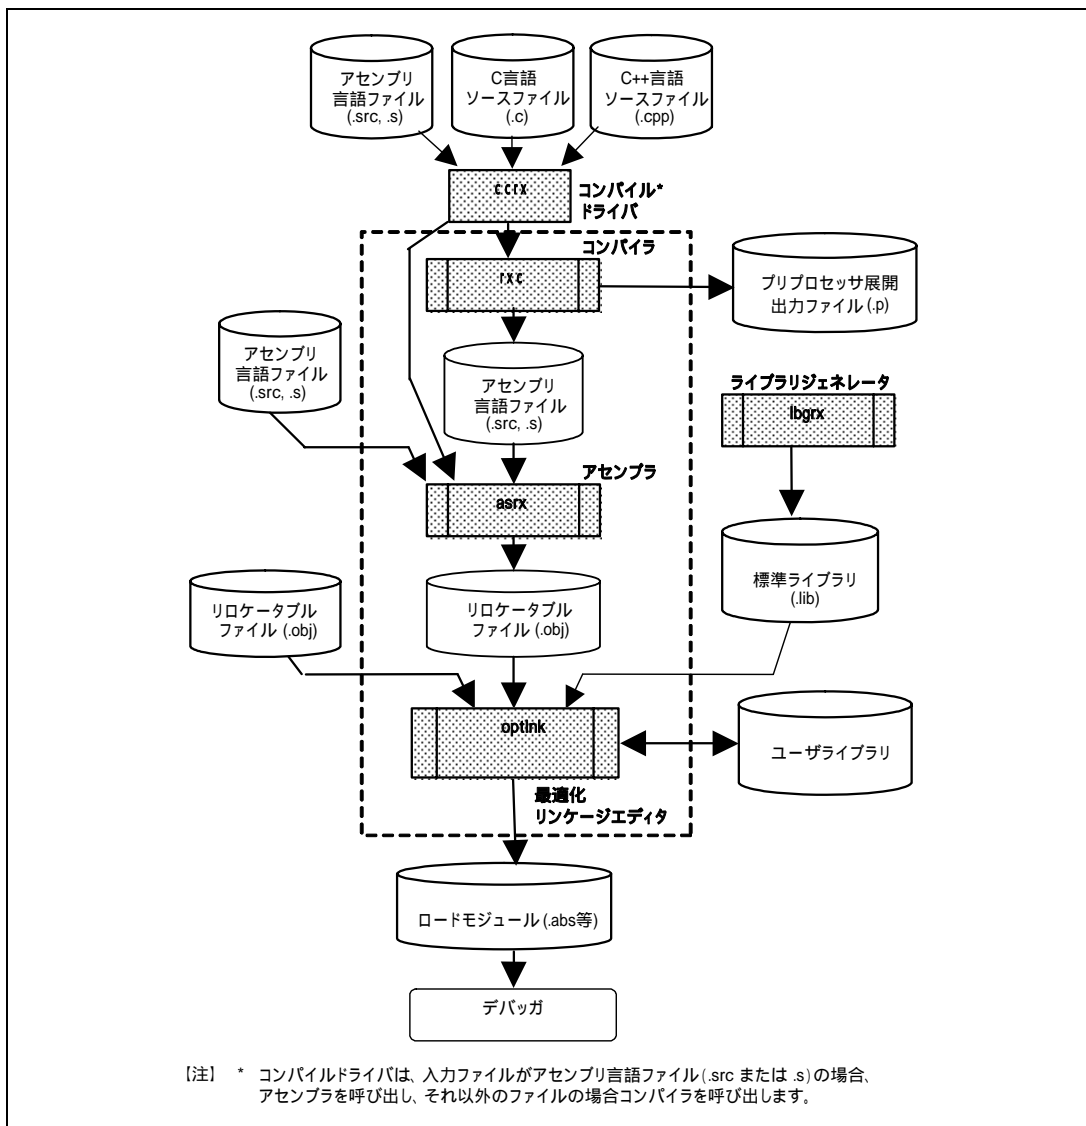 アセンブリ
言語ファイル
(.src, .s)
C言語
ソースファイル
(.c)
C++言語
ソースファイル
(.cpp)
ccrx
コンパイル*
ドライバ
コンパイラ
rxc
プリプロセッサ展開
出力ファイル(.p)
アセンブリ
言語ファイル
(.src, .s)
アセンブリ
言語ファイル
(.src, .s)
ライブラリジェネレータ
lbgrx
アセンブラ
asrx
標準ライブラリ
(.lib)
リロケータブル
ファイル (.obj)
リロケータブル
ファイル (.obj)
optlnk
ユーザライブラリ
最適化
リンケージエディタ
ロードモジュール (.abs等)
デバッガ
【注】 * コンパイルドライバは、入力ファイルがアセンブリ言語ファイル(.src または .s)の場合、
アセンブラを呼び出し、それ以外のファイルの場合コンパイラを呼び出します。